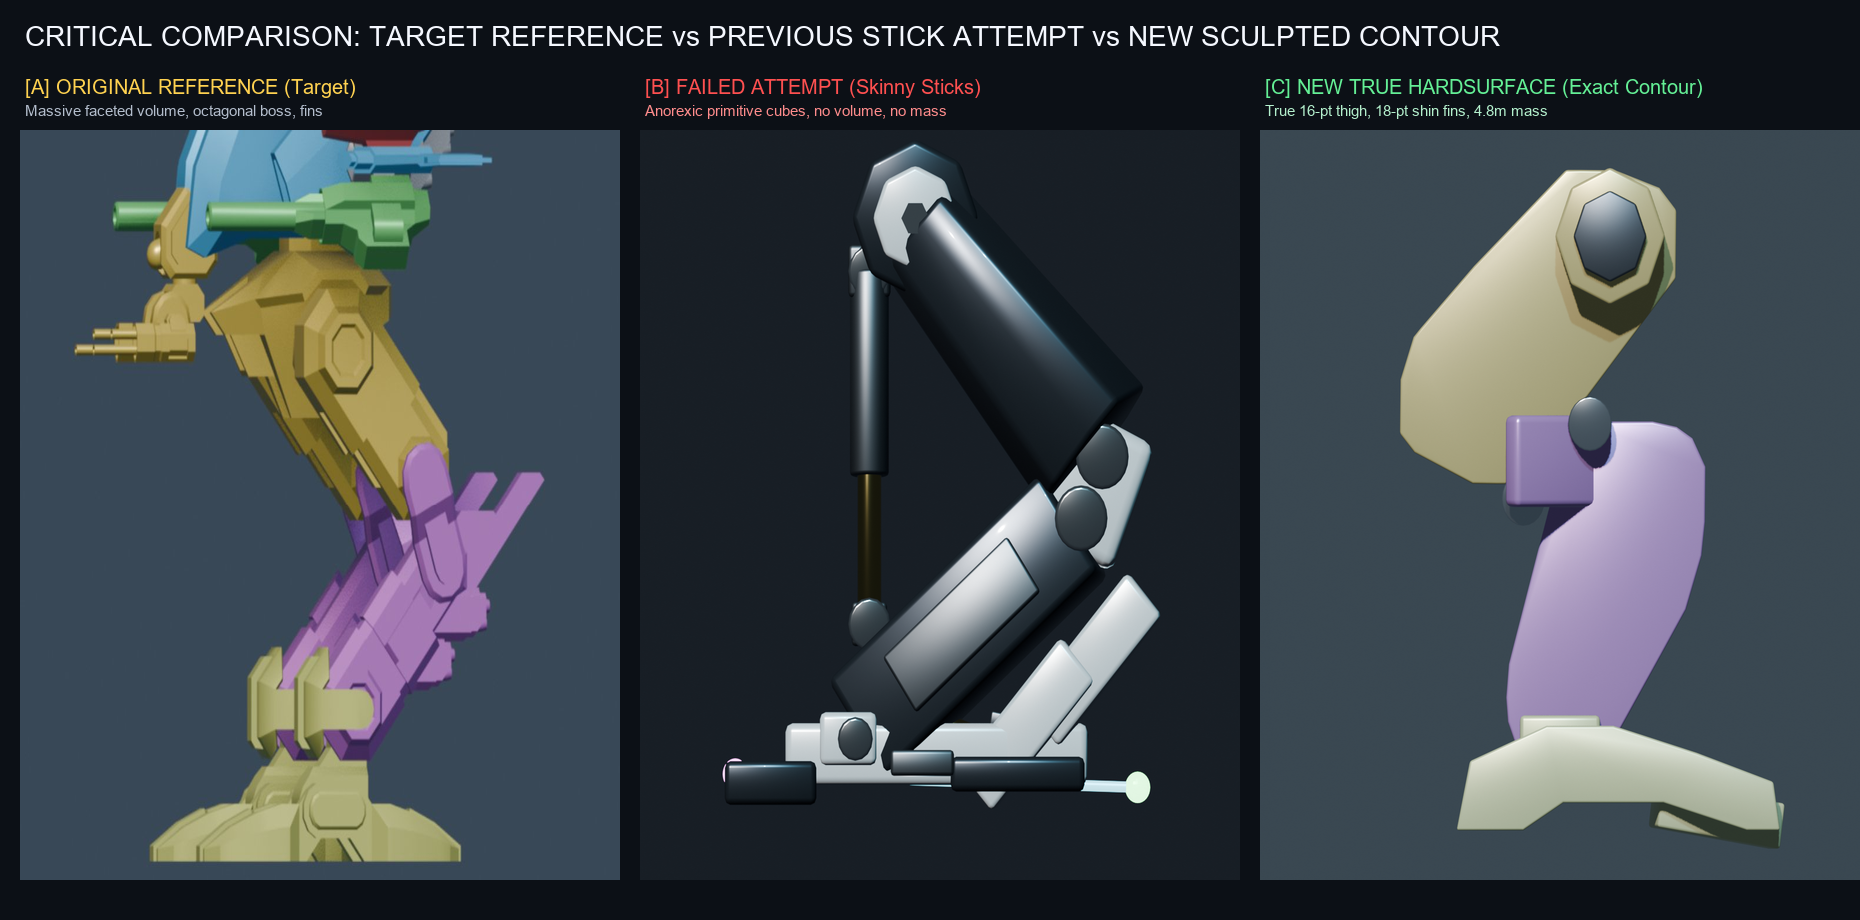 CRITICAL COMPARISON: TARGET REFERENCE vs PREVIOUS STICK ATTEMPT vs NEW SCULPTED CONTOUR
[A] ORIGINAL REFERENCE (Target)
Massive faceted volume, octagonal boss, fins
[B] FAILED ATTEMPT (Skinny Sticks)
Anorexic primitive cubes, no volume, no mass
[C] NEW TRUE HARDSURFACE (Exact Contour)
True 16-pt thigh, 18-pt shin fins, 4.8m mass